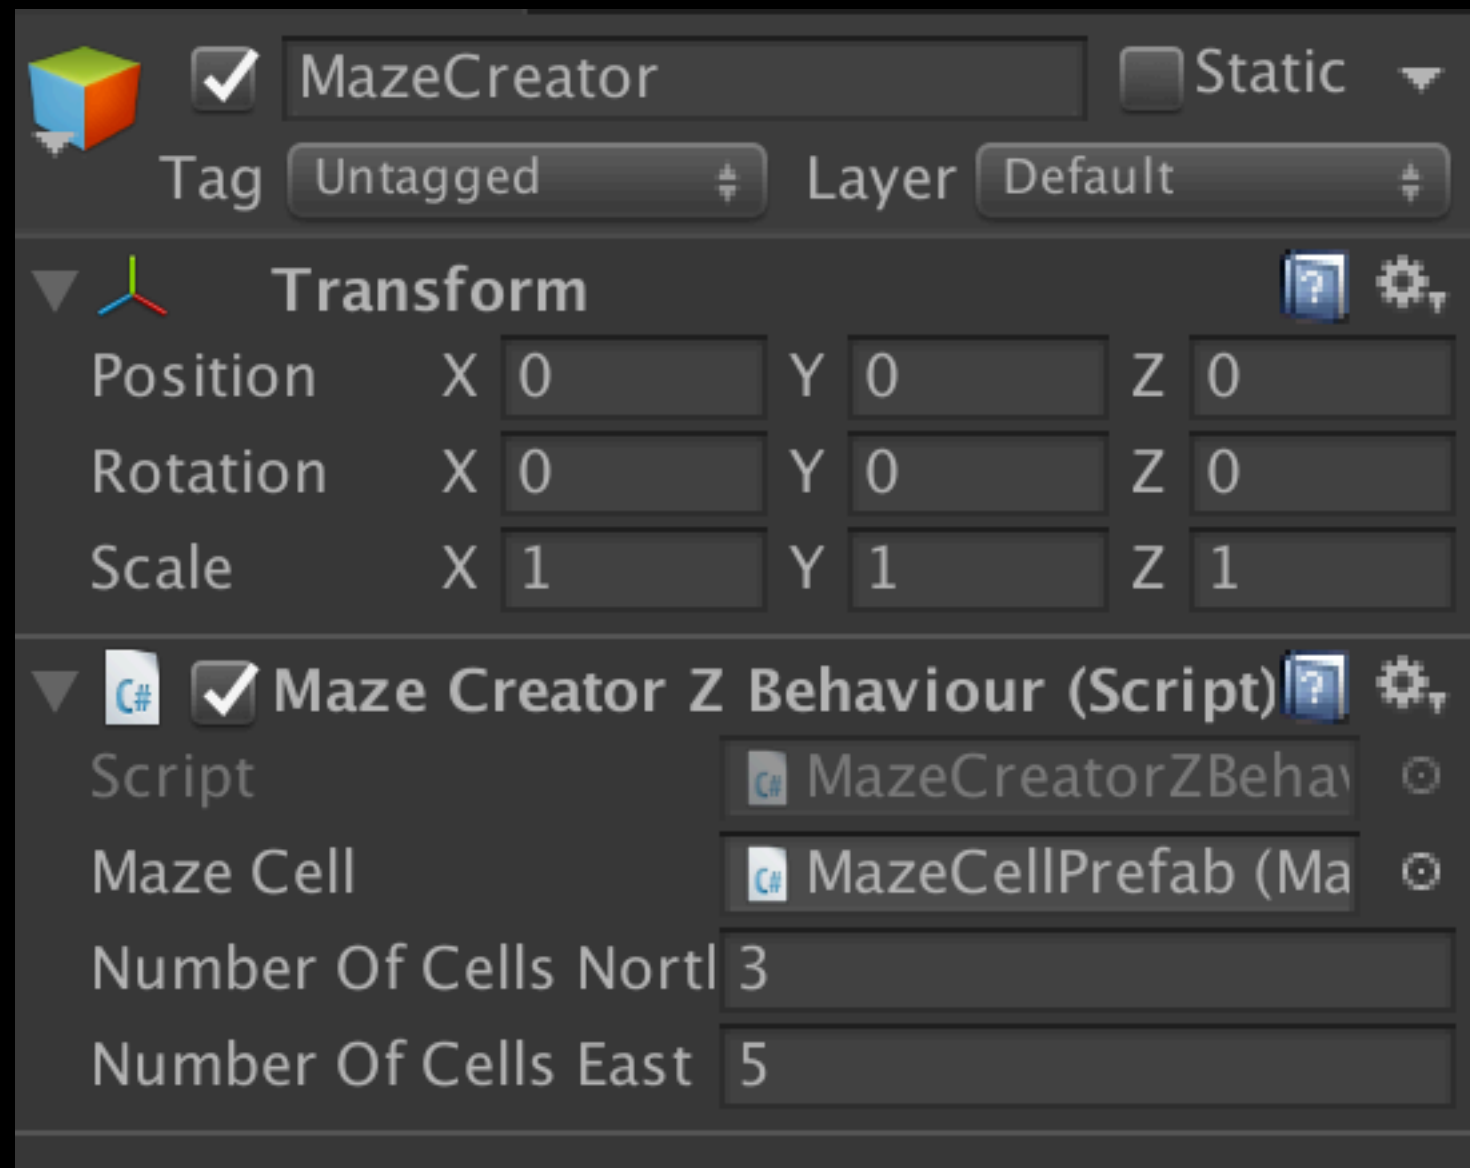 MazeCreator Static
Tag Untagged Layer Default
Transform
Position X 0 Y 0 Z 0
Rotation X 0 Y 0 Z 0
Scale X 1 Y 1 Z 1
C# Maze Creator Z Behaviour (Script)
Script C# MazeCreatorZBehav
Maze Cell C# MazeCellPrefab (Ma
Number Of Cells Nortl 3
Number Of Cells East 5